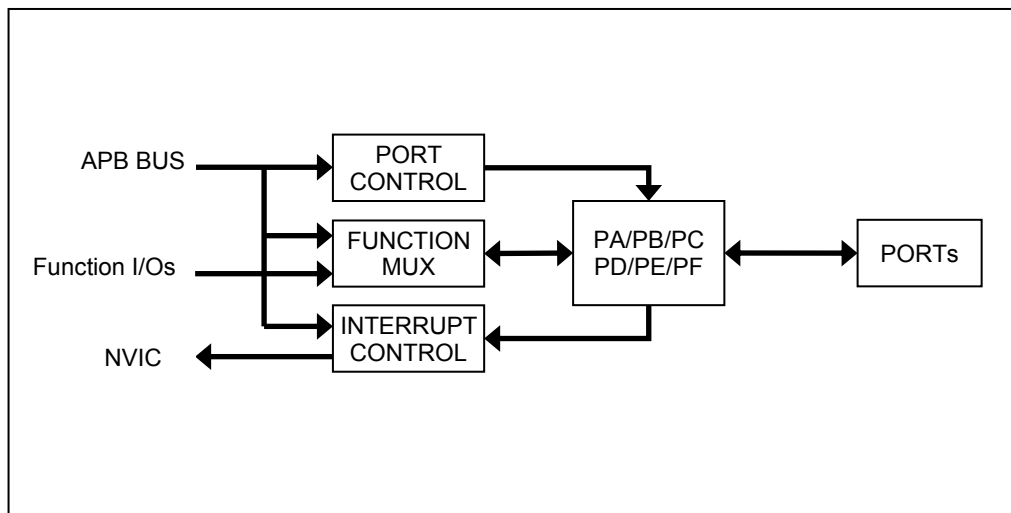 APB BUS
PORT
CONTROL
Function I/Os
FUNCTION
MUX
PA/PB/PC
PD/PE/PF
PORTs
NVIC
INTERRUPT
CONTROL